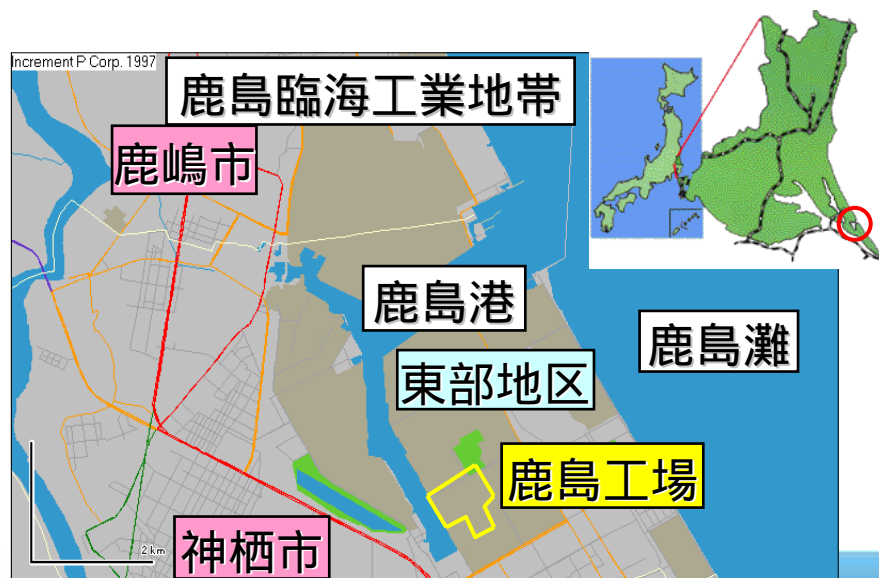 Increment P Corp. 1997
鹿島臨海工業地帯
鹿嶋市
鹿島港
鹿島灘
東部地区
鹿島工場
神栖市
2 km